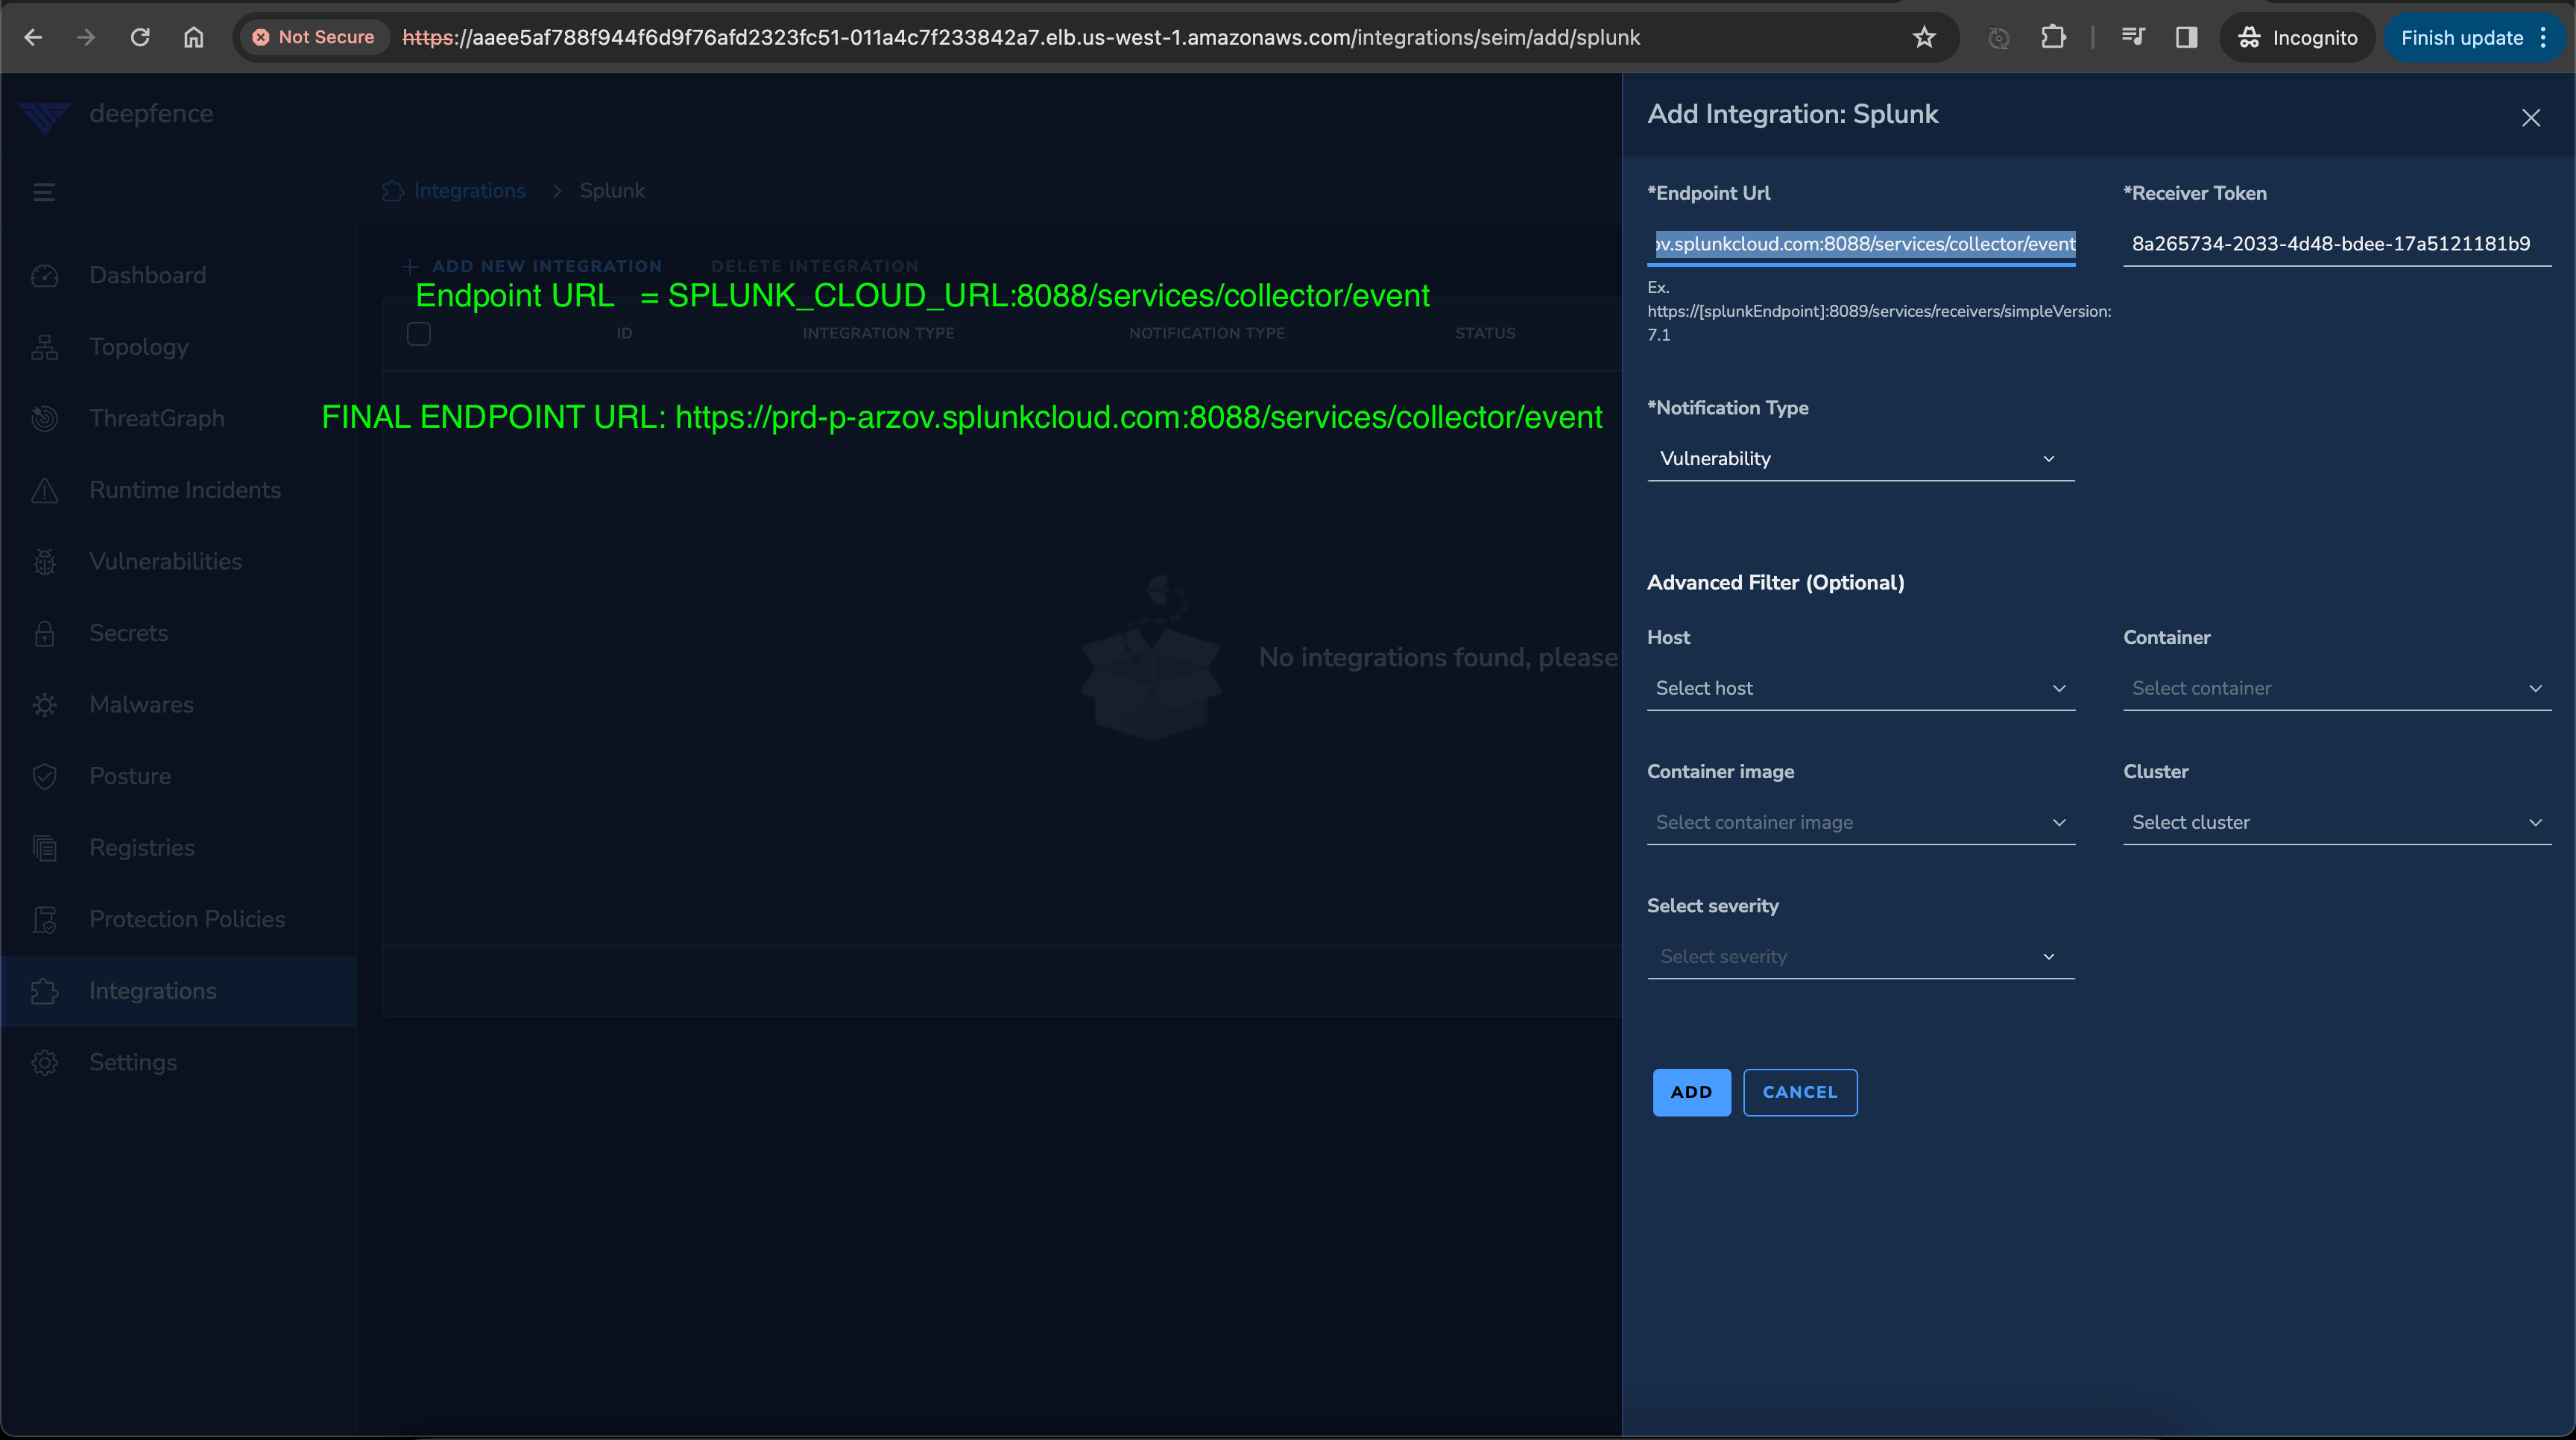 Not Secure
https://aaee5af788f944f6d9f76afd2323fc51-011a4c7f233842a7.elb.us-west-1.amazonaws.com/integrations/seim/add/splunk
Incognito
Finish update
deepfence
Add Integration: Splunk
Integrations > Splunk
ADD NEW INTEGRATION
DELETE INTEGRATION
Endpoint URL = SPLUNK_CLOUD_URL:8088/services/collector/event
ID
INTEGRATION TYPE
NOTIFICATION TYPE
STATUS
FINAL ENDPOINT URL: https://prd-p-arzov.splunkcloud.com:8088/services/collector/event
No integrations found, please
Dashboard
Topology
ThreatGraph
Runtime Incidents
Vulnerabilities
Secrets
Malwares
Posture
Registries
Protection Policies
Integrations
Settings
*Endpoint Url
*Receiver Token
ov.splunkcloud.com:8088/services/collector/event
8a265734-2033-4d48-bdee-17a5121181b9
Ex.
https://[splunkEndpoint]:8089/services/receivers/simpleVersion:
7.1
*Notification Type
Vulnerability
Advanced Filter (Optional)
Host
Container
Select host
Select container
Container image
Cluster
Select container image
Select cluster
Select severity
Select severity
ADD
CANCEL